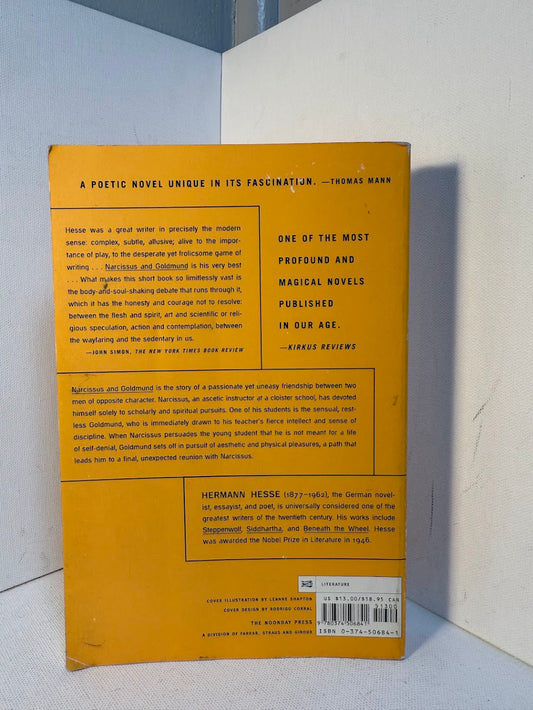 A POETIC NOVEL UNIQUE IN ITS FASCINATION. —THOMAS MANN
Hesse was a great writer in precisely the modern
sense: complex, subtle, allusive; alive to the impor-
tance of play, to the desperate yet frolicsome game of
writing . . . Narcissus and Goldmund is his very best
. . . What makes this short book so limitlessly vast is
the body-and-soul-shaking debate that runs through it,
which it has the honesty and courage not to resolve:
between the flesh and spirit, art and scientific or reli-
gious speculation, action and contemplation, between
the wayfaring and the sedentary in us.
—JOHN SIMON, THE NEW YORK TIMES BOOK REVIEW
ONE OF THE MOST
PROFOUND AND
MAGICAL NOVELS
PUBLISHED
IN OUR AGE.
—KIRKUS REVIEWS
Narcissus and Goldmund is the story of a passionate yet uneasy friendship between two
men of opposite character. Narcissus, an ascetic instructor at a cloister school, has devoted
himself solely to scholarly and spiritual pursuits. One of his students is the sensual, rest-
less Goldmund, who is immediately drawn to his teacher's fierce intellect and sense of
discipline. When Narcissus persuades the young student that he is not meant for a life
of self-denial, Goldmund sets off in pursuit of aesthetic and physical pleasures, a path that
leads him to a final, unexpected reunion with Narcissus.
HERMANN HESSE (1877–1962), the German novel-
ist, essayist, and poet, is universally considered one of the
greatest writers of the twentieth century. His works include
Steppenwolf, Siddhartha, and Beneath the Wheel. Hesse
was awarded the Nobel Prize in Literature in 1946.
LITERATURE
US $13.00/$18.95 CAN
51300
9 780374 506841
ISBN 0-374-50684-1
COVER ILLUSTRATION BY LEANNE SHAPTON
COVER DESIGN BY RODRIGO CORRAL
THE NOONDAY PRESS
A DIVISION OF FARRAR, STRAUS AND GIROUX